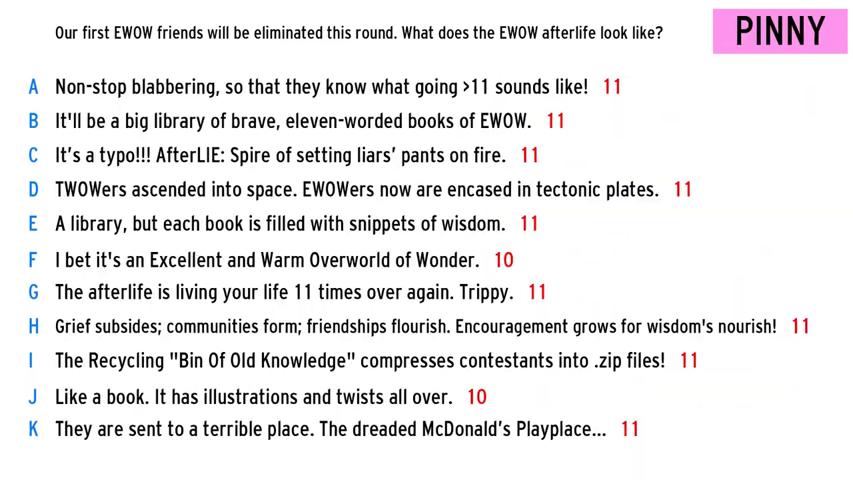 Our first EWOW friends will be eliminated this round. What does the EWOW afterlife look like?
PINNY
A Non-stop blabbering, so that they know what going >11 sounds like! 11
B It'll be a big library of brave, eleven-worded books of EWOW. 11
C It's a typo!!! AfterLIE: Spire of setting liars' pants on fire. 11
D TWOWers ascended into space. EWOWers now are encased in tectonic plates. 11
E A library, but each book is filled with snippets of wisdom. 11
F I bet it's an Excellent and Warm Overworld of Wonder. 10
G The afterlife is living your life 11 times over again. Trippy. 11
H Grief subsides; communities form; friendships flourish. Encouragement grows for wisdom's nourish! 11
I The Recycling "Bin Of Old Knowledge" compresses contestants into .zip files! 11
J Like a book. It has illustrations and twists all over. 10
K They are sent to a terrible place. The dreaded McDonald's Playplace... 11